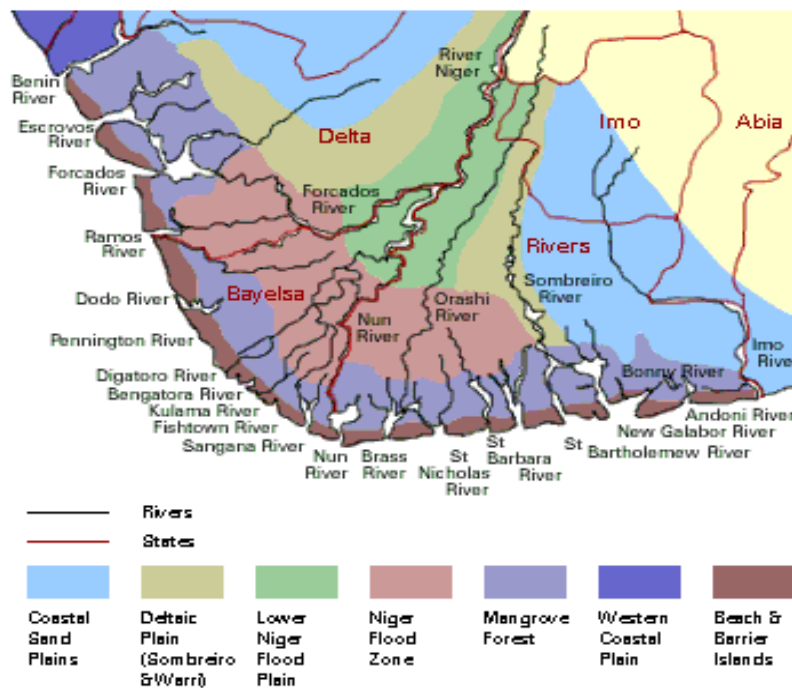 River
Niger
Benin
River
Imo
Abia
Escrovos
River
Delta
Forcados
River
Forcados
River
Ramos
River
Rivers
Sombreiro
River
Dodo River
Bayelsa
Orashi
River
Nun
River
Pennington River
Imo
River
Digatoro River
Bonny River
Bengatora River
Kulama River
Andoni River
Fishtown River
New Galabor River
Sangana River
St
Bartholemew River
Nun
River
Brass
River
St
Nicholas
River
St
Barbara
River
Rivers
States
Coastal
Sand
Plains
Deltaic
Plain
(Sombreiro
&Warri)
Lower
Niger
Flood
Plain
Niger
Flood
Zone
Mangrove
Forest
Western
Coastal
Plain
Beach &
Barrier
Islands